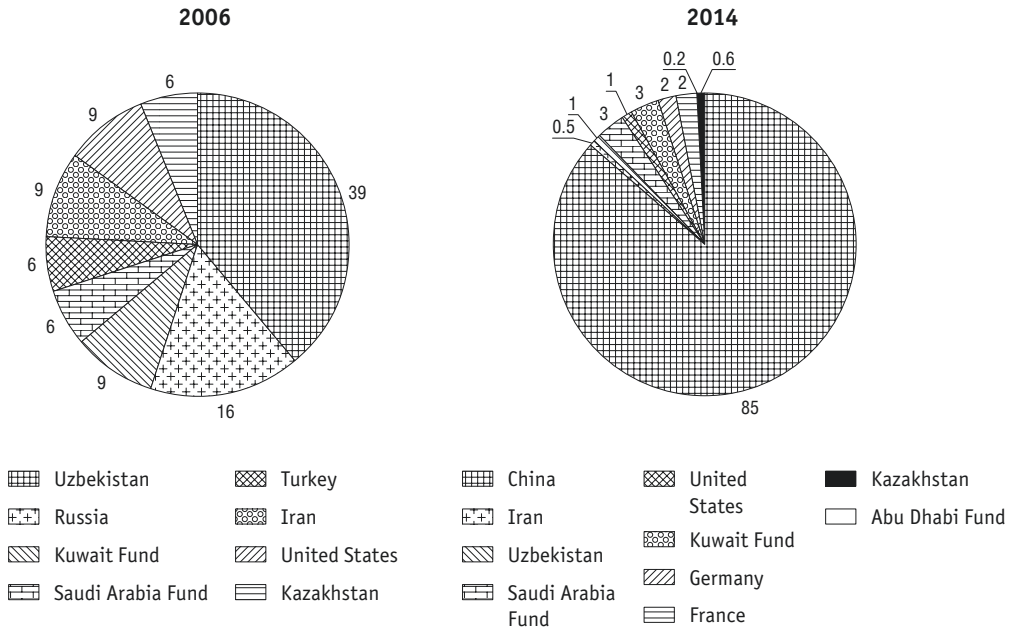 2006
6
9
9
6
6
9
16
39
2014
0.2
0.6
1
3
2
2
1
3
0.5
85
Uzbekistan
Russia
Kuwait Fund
Saudi Arabia Fund
Turkey
Iran
United States
Kazakhstan
China
Iran
Uzbekistan
Saudi Arabia
Fund
United
States
Kuwait Fund
Germany
France
Kazakhstan
Abu Dhabi Fund